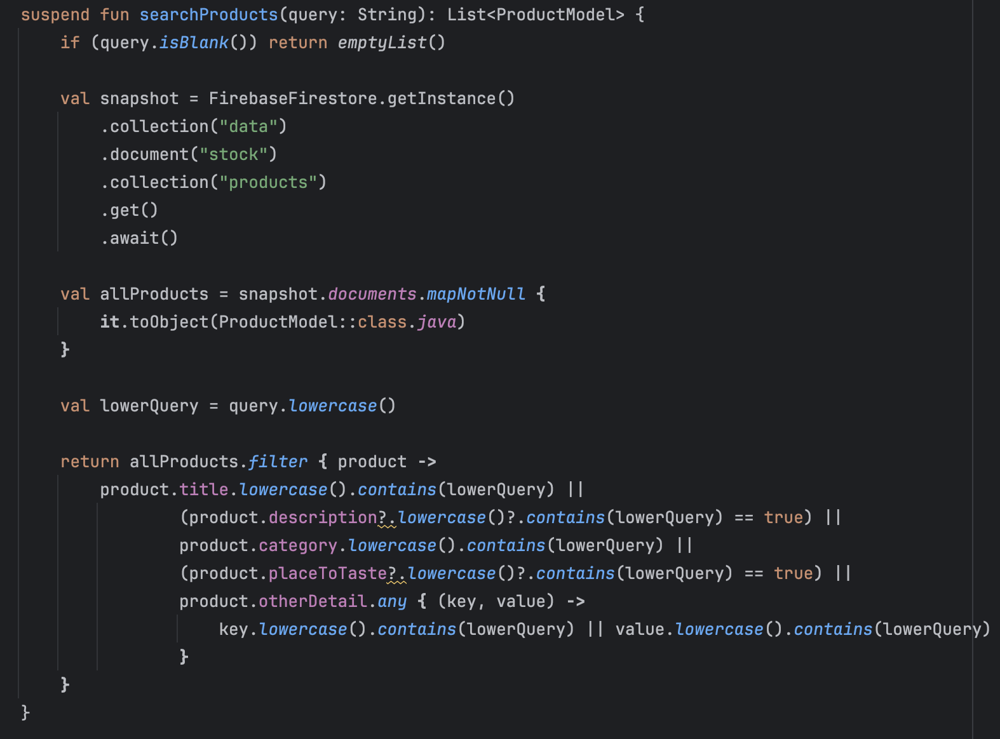 suspend fun searchProducts(query: String): List<ProductModel> {
    if (query.isBlank()) return emptyList()

    val snapshot = FirebaseFirestore.getInstance()
        .collection("data")
        .document("stock")
        .collection("products")
        .get()
        .await()

    val allProducts = snapshot.documents.mapNotNull {
        it.toObject(ProductModel::class.java)
    }

    val lowerQuery = query.lowercase()

    return allProducts.filter { product ->
        product.title.lowercase().contains(lowerQuery) ||
                (product.description?.lowercase()?.contains(lowerQuery) == true) ||
                product.category.lowercase().contains(lowerQuery) ||
                (product.placeToTaste?.lowercase()?.contains(lowerQuery) == true) ||
                product.otherDetail.any { (key, value) ->
                    key.lowercase().contains(lowerQuery) || value.lowercase().contains(lowerQuery)
                }
    }
}